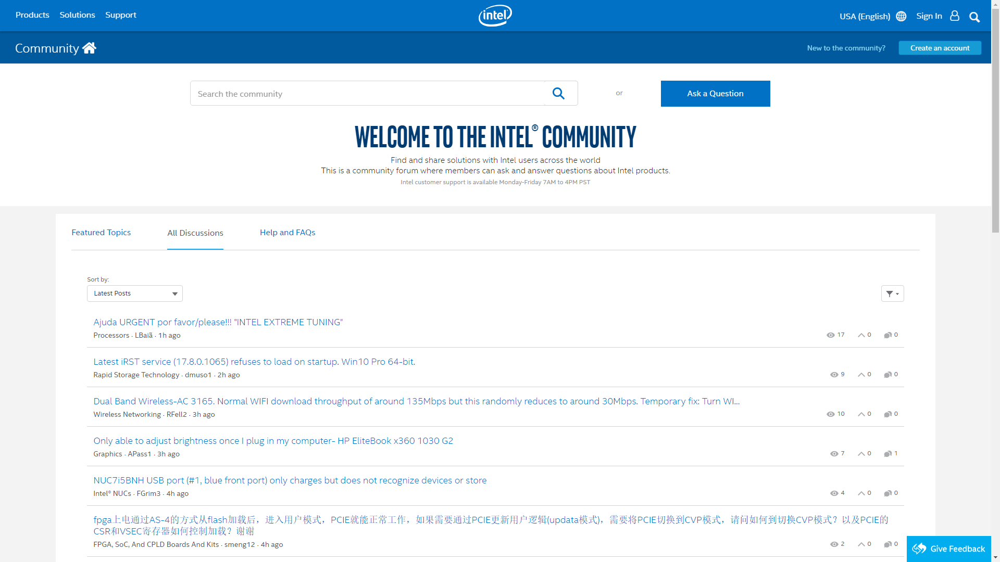 Products Solutions Support
intel
USA (English) Sign In
Community
New to the community? Create an account
Search the community
or
Ask a Question
WELCOME TO THE INTEL® COMMUNITY
Find and share solutions with Intel users across the world
This is a community forum where members can ask and answer questions about Intel products.
Intel customer support is available Monday-Friday 7AM to 4PM PST
Featured Topics All Discussions Help and FAQs
Sort by:
Latest Posts
Ajuda URGENT por favor/please!!! "INTEL EXTREME TUNING"
Processors · LBaiã · 1h ago 17 0 0
Latest iRST service (17.8.0.1065) refuses to load on startup. Win10 Pro 64-bit.
Rapid Storage Technology · dmuso1 · 2h ago 9 0 0
Dual Band Wireless-AC 3165. Normal WIFI download throughput of around 135Mbps but this randomly reduces to around 30Mbps. Temporary fix: Turn WI...
Wireless Networking · RFell2 · 3h ago 10 0 0
Only able to adjust brightness once I plug in my computer- HP EliteBook x360 1030 G2
Graphics · APass1 · 3h ago 7 0 1
NUC7i5BNH USB port (#1, blue front port) only charges but does not recognize devices or store
Intel® NUCs · FGrim3 · 4h ago 4 0 0
fpga上电通过AS-4的方式从flash加载后，进入用户模式，PCIE就能正常工作，如果需要通过PCIE更新用户逻辑(updata模式)，需要将PCIE切换到CVP模式，请问如何到切换CVP模式？以及PCIE的
CSR和VSEC寄存器如何控制加载？谢谢
FPGA, SoC, And CPLD Boards And Kits · smeng12 · 4h ago 2 0 0
Give Feedback